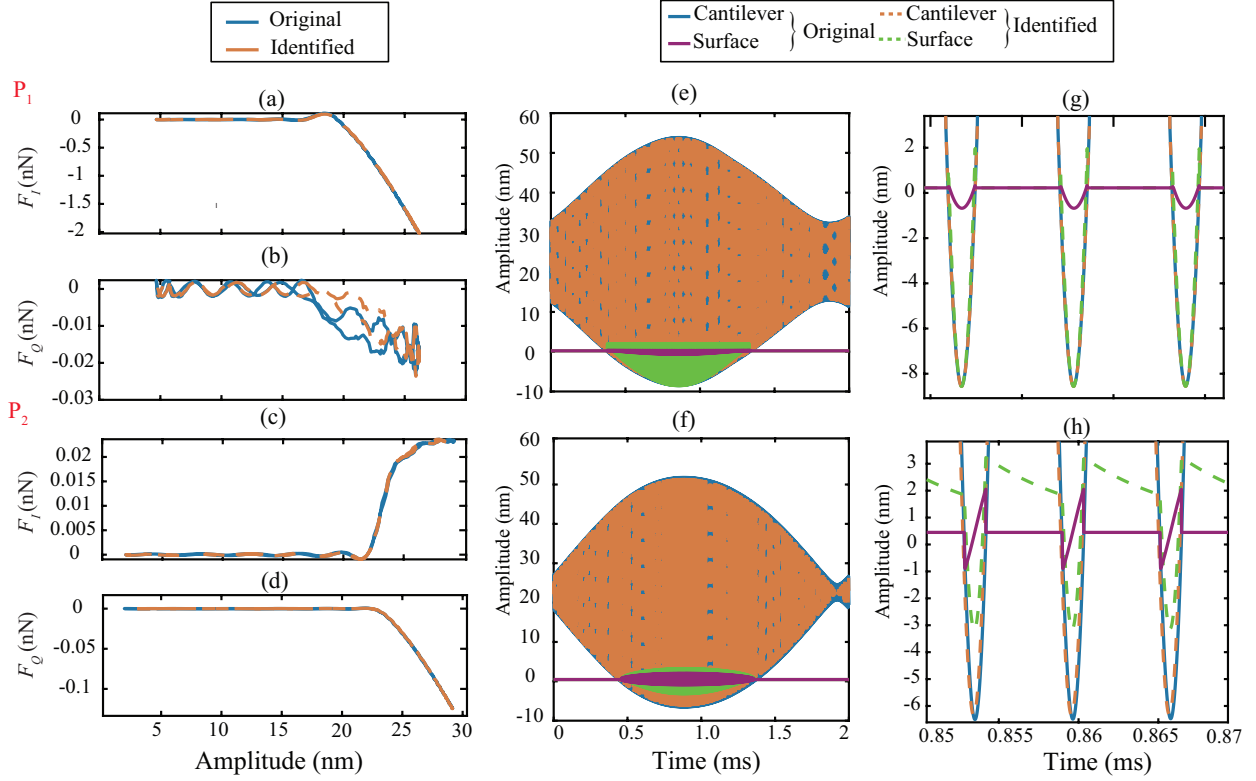 Original
Identified
Cantilever
Surface
Original
Cantilever
Surface
Identified
P1
(a)
0
-0.5
-1
-1.5
-2
F_I (nN)
(b)
0
-0.01
-0.02
-0.03
F_Q (nN)
P2
(c)
0.02
0.015
0.01
0.005
0
F_I (nN)
(d)
0
-0.05
-0.1
F_Q (nN)
5 10 15 20 25 30
Amplitude (nm)
(e)
60
50
40
30
20
10
0
-10
Amplitude (nm)
(f)
60
50
40
30
20
10
0
-10
Amplitude (nm)
0 0.5 1.0 1.5 2
Time (ms)
(g)
2
0
-2
-4
-6
-8
Amplitude (nm)
(h)
3
2
1
0
-1
-2
-3
-4
-5
-6
Amplitude (nm)
0.85 0.855 0.86 0.865 0.87
Time (ms)